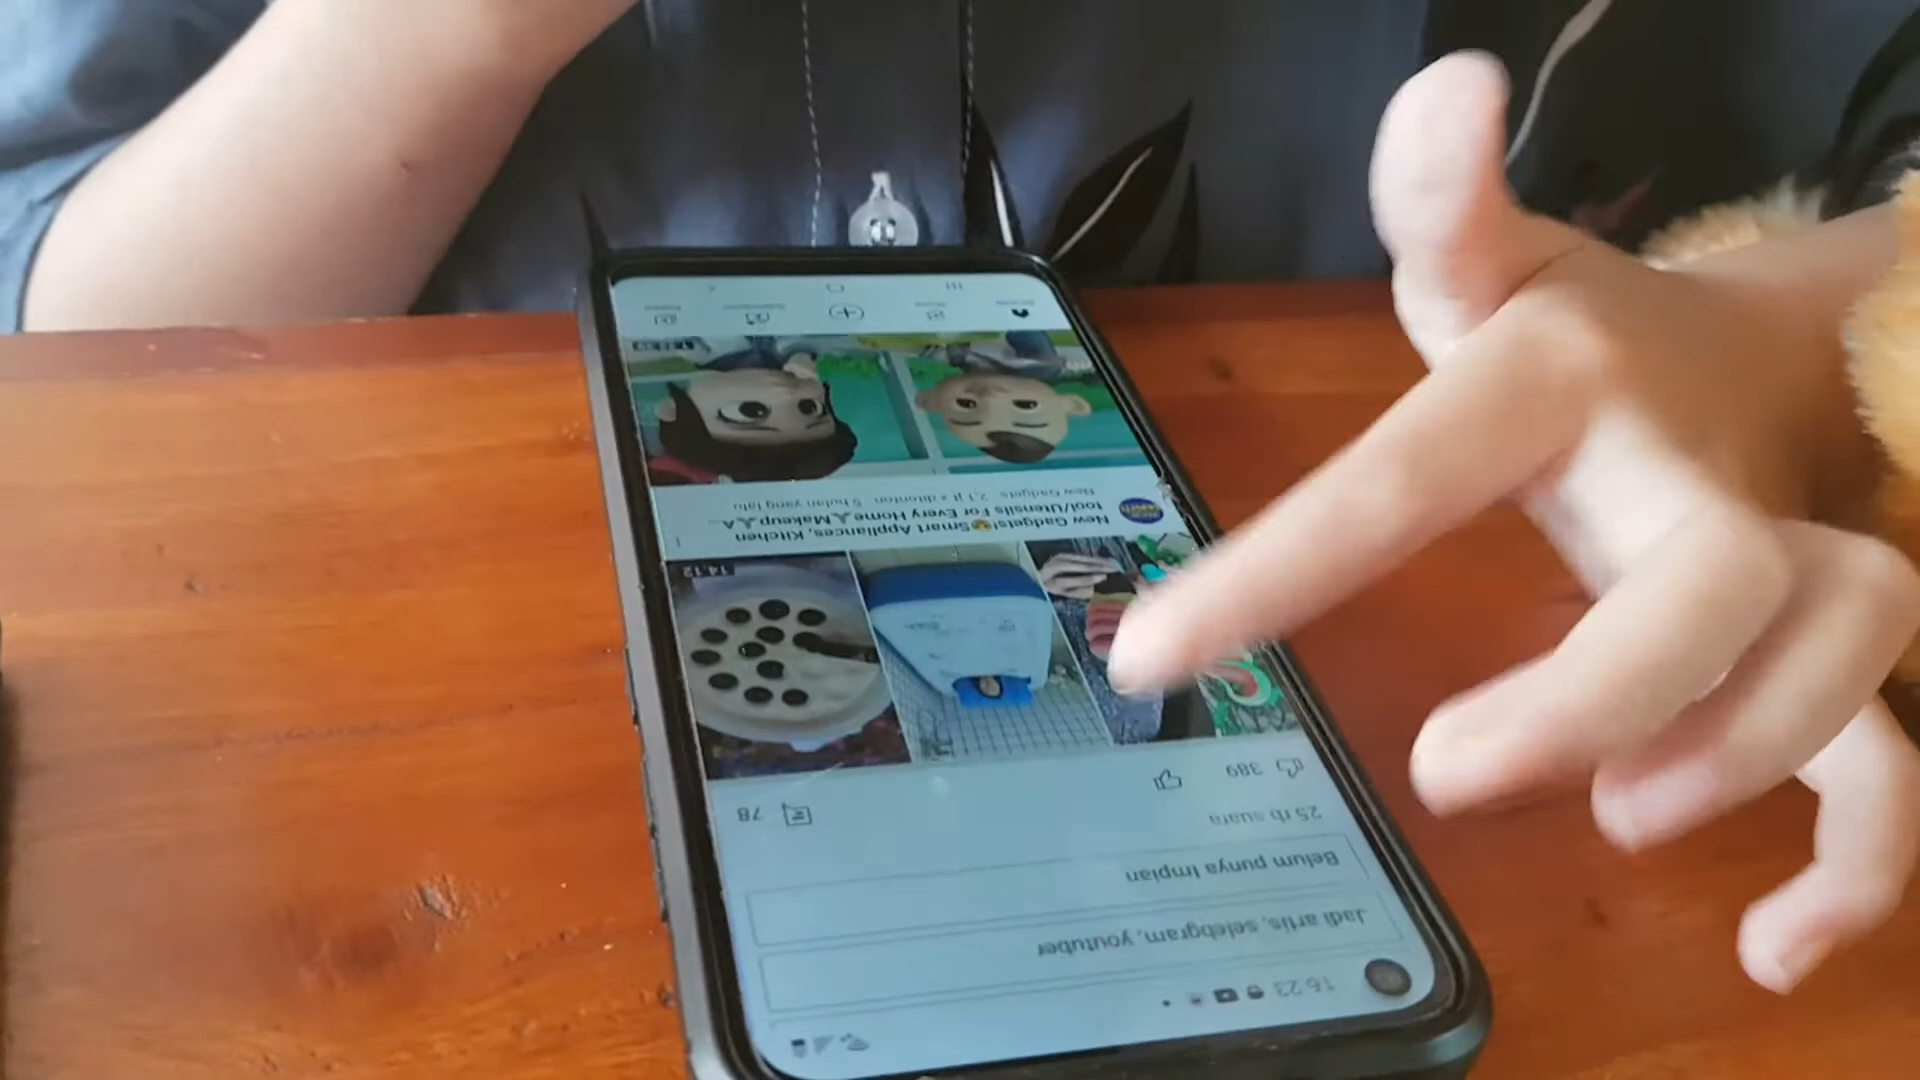 16.23
Jadi artis, selebgram, youtuber
Belum punya impian
25 rb suara
389
78
14.12
New Gadgets!😍Smart Appliances, Kitchen
tool/Utensils For Every Home🙏Makeup🙏A...
New Gadgets · 2,1 jt x ditonton · 5 bulan yang lalu